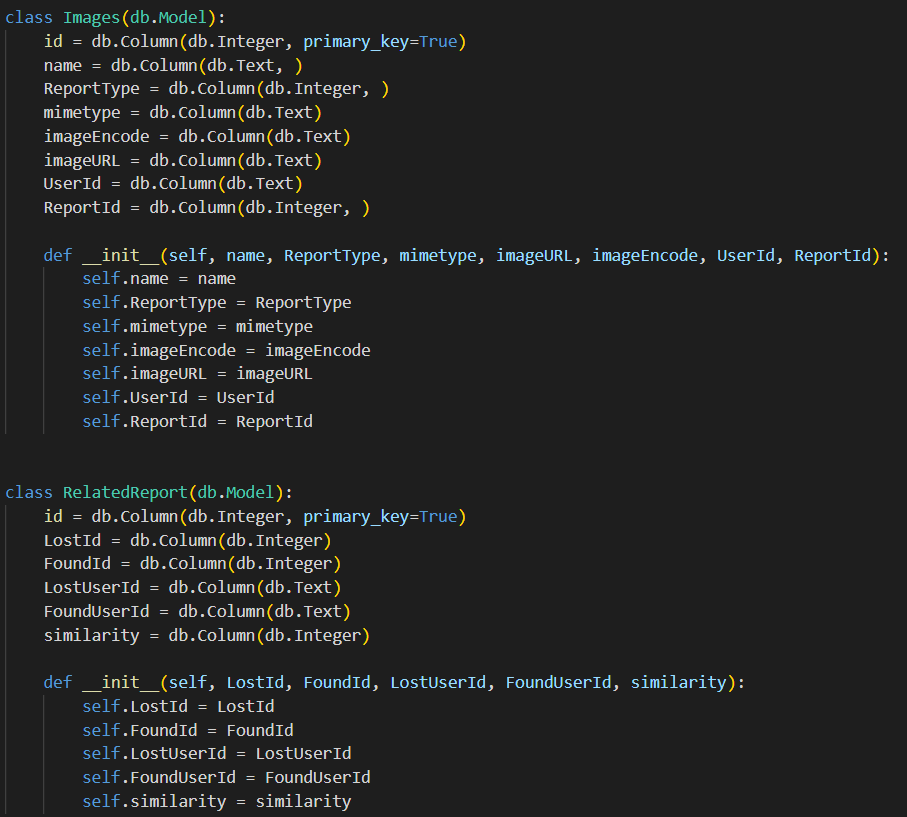 class Images(db.Model):
    id = db.Column(db.Integer, primary_key=True)
    name = db.Column(db.Text, )
    ReportType = db.Column(db.Integer, )
    mimetype = db.Column(db.Text)
    imageEncode = db.Column(db.Text)
    imageURL = db.Column(db.Text)
    UserId = db.Column(db.Text)
    ReportId = db.Column(db.Integer, )

    def __init__(self, name, ReportType, mimetype, imageURL, imageEncode, UserId, ReportId):
        self.name = name
        self.ReportType = ReportType
        self.mimetype = mimetype
        self.imageEncode = imageEncode
        self.imageURL = imageURL
        self.UserId = UserId
        self.ReportId = ReportId


class RelatedReport(db.Model):
    id = db.Column(db.Integer, primary_key=True)
    LostId = db.Column(db.Integer)
    FoundId = db.Column(db.Integer)
    LostUserId = db.Column(db.Text)
    FoundUserId = db.Column(db.Text)
    similarity = db.Column(db.Integer)

    def __init__(self, LostId, FoundId, LostUserId, FoundUserId, similarity):
        self.LostId = LostId
        self.FoundId = FoundId
        self.LostUserId = LostUserId
        self.FoundUserId = FoundUserId
        self.similarity = similarity